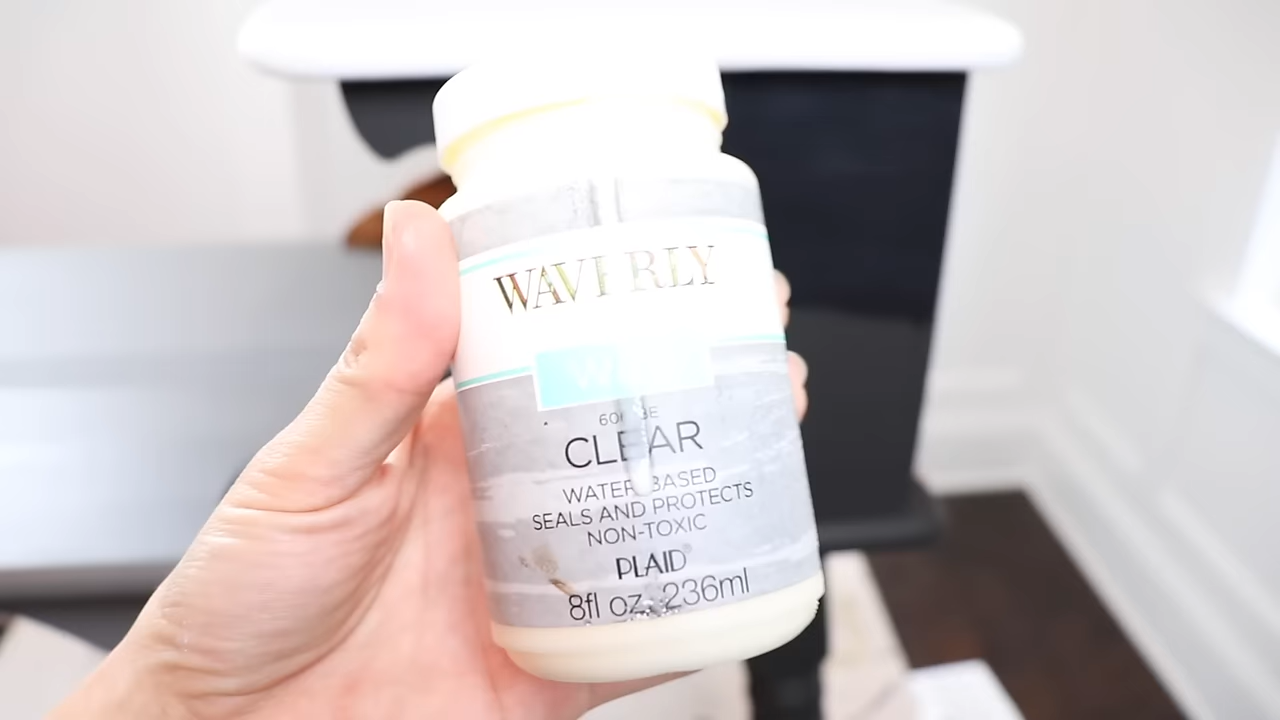 WAVERLY
CLEAR
WATER-BASED
SEALS AND PROTECTS
NON-TOXIC
PLAID®
8fl oz. 236ml